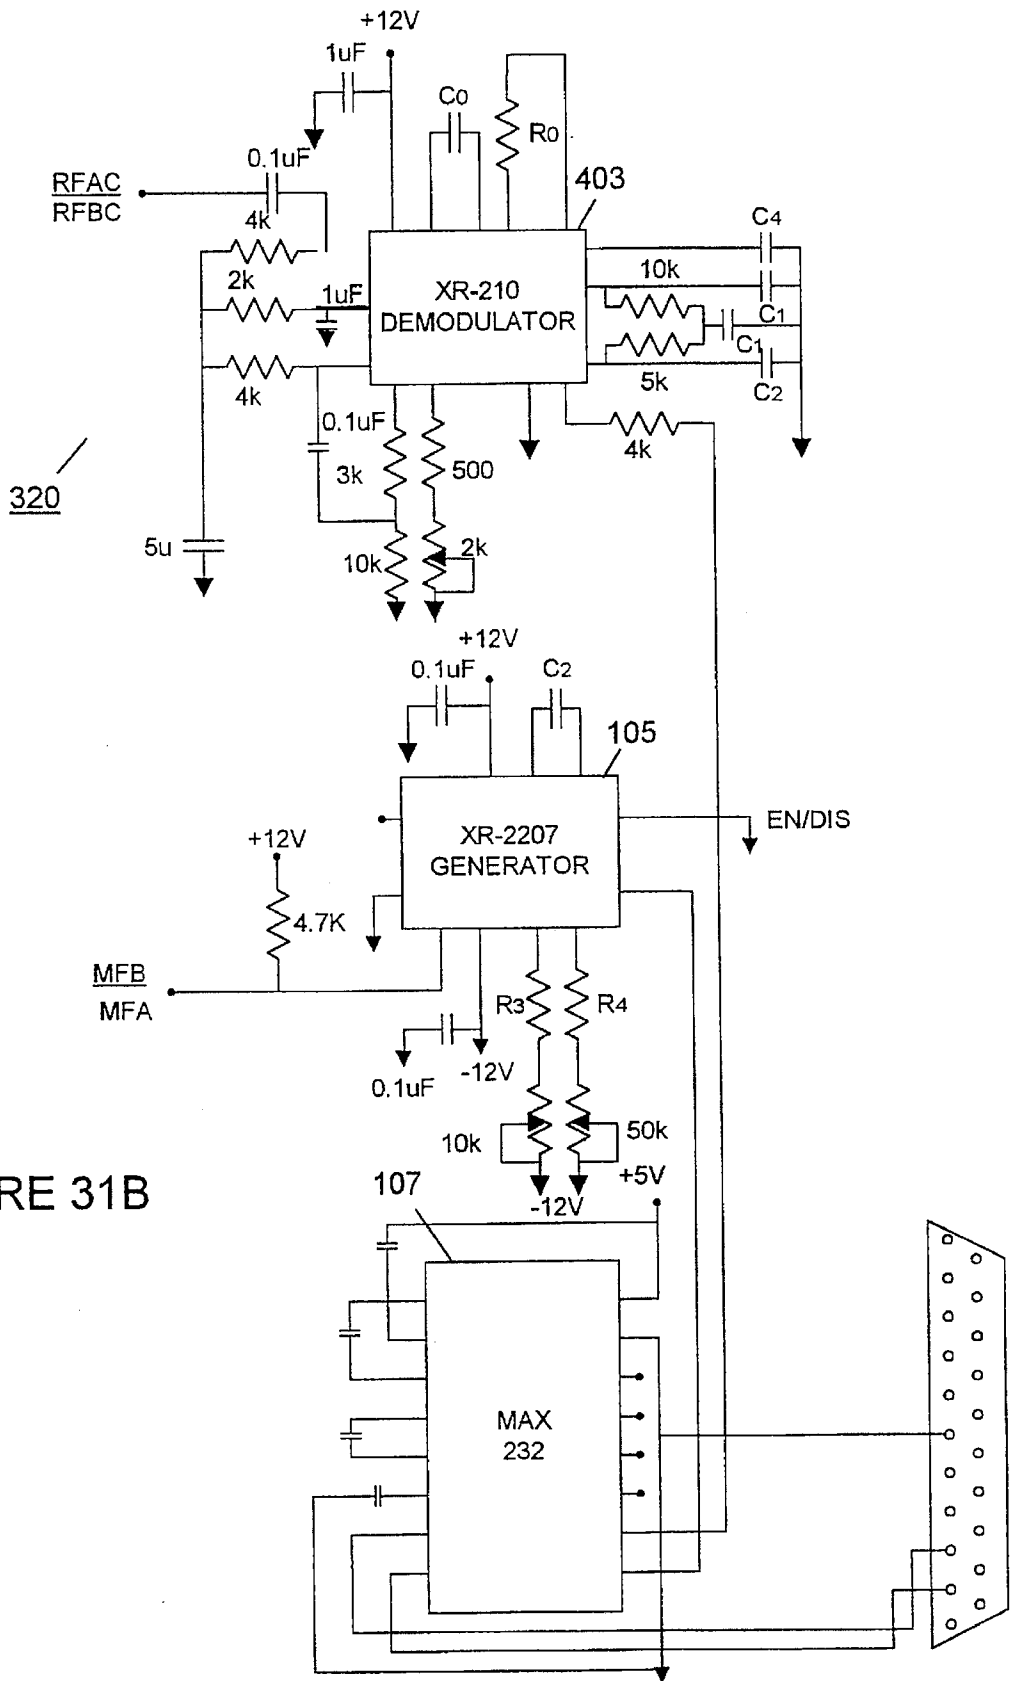 +12V
1uF
C0
R0
0.1uF
403
RFAC
RFBC
4k
C4
2k
10k
1uF
XR-210
DEMODULATOR
C1
C1
4k
5k
C2
0.1uF
4k
3k
500
320
5u
10k
2k
+12V
0.1uF
C2
105
EN/DIS
+12V
XR-2207
GENERATOR
4.7K
MFB
MFA
R3
R4
-12V
0.1uF
10k
50k
+5V
-12V
RE 31B
107
MAX
232